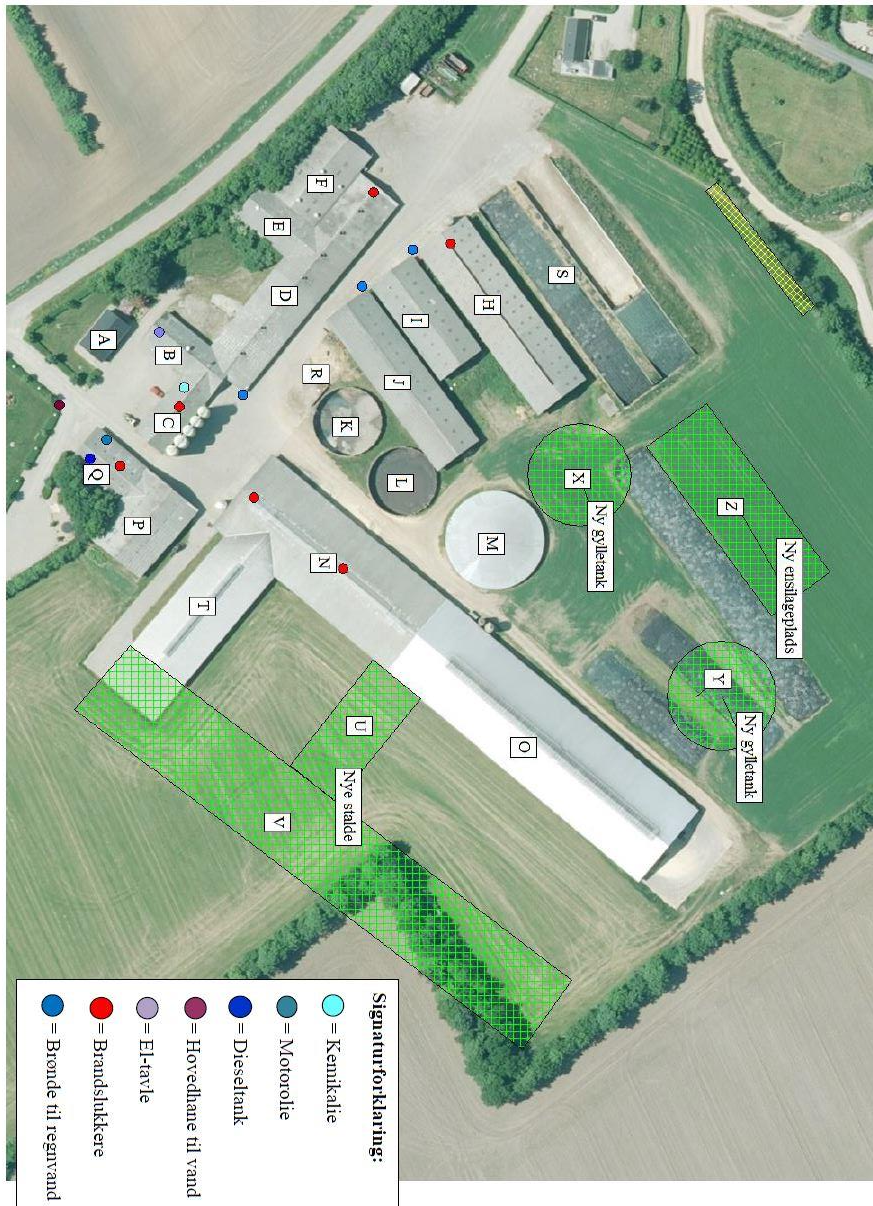 A
B
C
D
E
F
H
I
J
K
L
M
N
O
P
Q
R
S
T
U
V
X
Y
Z
Ny gylletank
Ny ensilageplads
Ny gylletank
Nye stalde
Signaturforklaring:
= Kemikalie
= Motorolie
= Dieseltank
= Hovedhane til vand
= El-tavle
= Brandslukkere
= Brønde til regnvand